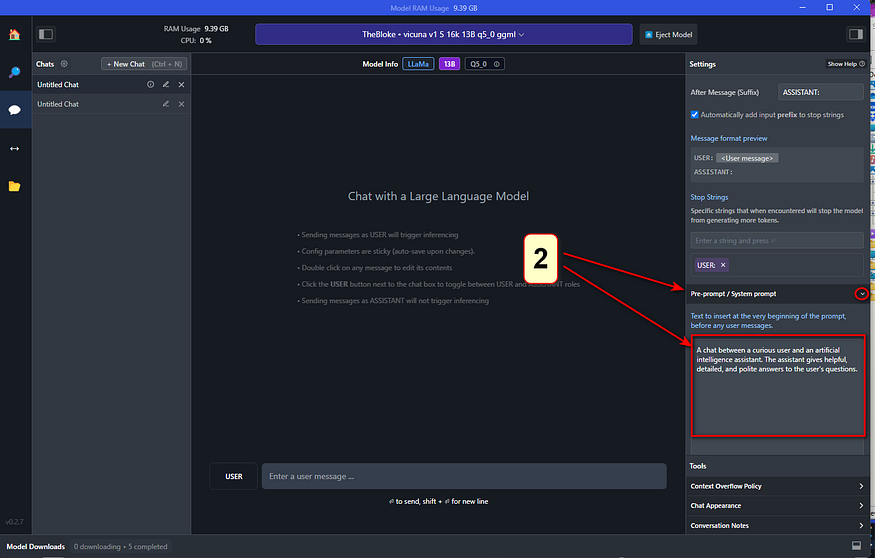 Model RAM Usage 9.39 GB
RAM Usage 9.39 GB
CPU: 0 %
TheBloke • vicuna v1 5 16k 13B q5_0 ggml
Eject Model
Chats
+ New Chat (Ctrl + N)
Model Info LLaMa 13B Q5_0
Settings
Show Help
Untitled Chat
Untitled Chat
After Message (Suffix) ASSISTANT:
Automatically add input prefix to stop strings
Message format preview
USER: <User message>
ASSISTANT:
Chat with a Large Language Model
• Sending messages as USER will trigger inferencing
• Config parameters are sticky (auto-save upon changes).
• Double click on any message to edit its contents
• Click the USER button next to the chat box to toggle between USER and ASSISTANT roles
• Sending messages as ASSISTANT will not trigger inferencing
2
Stop Strings
Specific strings that when encountered will stop the model
from generating more tokens.
Enter a string and press ⏎
USER: ×
Pre-prompt / System prompt
Text to insert at the very beginning of the prompt,
before any user messages.
A chat between a curious user and an artificial
intelligence assistant. The assistant gives helpful,
detailed, and polite answers to the user's questions.
USER
Enter a user message ...
⏎ to send, shift + ⏎ for new line
Tools
Context Overflow Policy
Chat Appearance
Conversation Notes
v0.2.7
Model Downloads 0 downloading • 5 completed